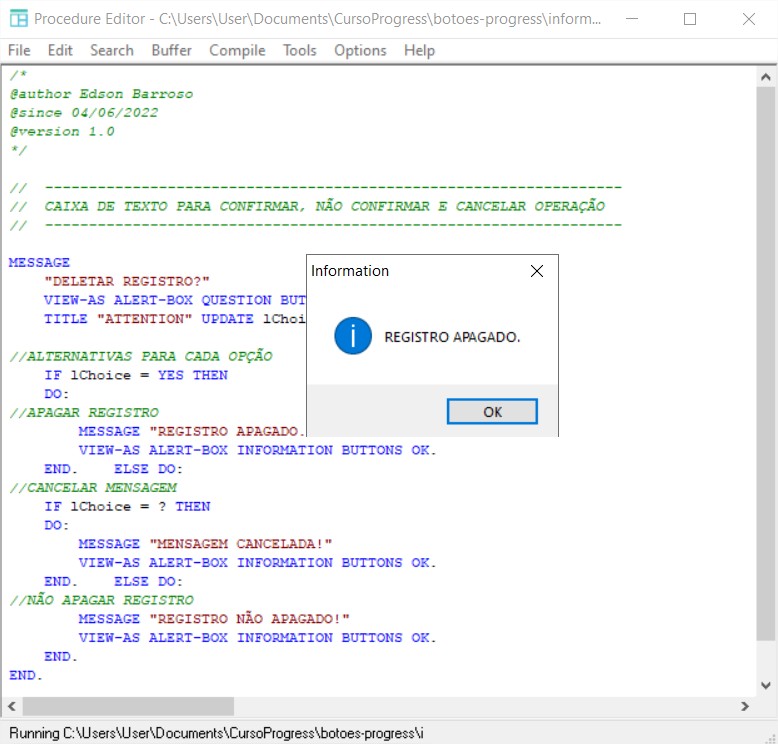 Procedure Editor - C:\Users\User\Documents\CursoProgress\botoes-progress\inform...
File Edit Search Buffer Compile Tools Options Help
/*
@author Edson Barroso
@since 04/06/2022
@version 1.0
*/
// ------------------------------------------------------------------
// CAIXA DE TEXTO PARA CONFIRMAR, NÃO CONFIRMAR E CANCELAR OPERAÇÃO
// ------------------------------------------------------------------
MESSAGE
"DELETAR REGISTRO?"
VIEW-AS ALERT-BOX QUESTION BUT
TITLE "ATTENTION" UPDATE lChoi
Information
REGISTRO APAGADO.
OK
//ALTERNATIVAS PARA CADA OPÇÃO
IF lChoice = YES THEN
DO:
//APAGAR REGISTRO
MESSAGE "REGISTRO APAGADO.
VIEW-AS ALERT-BOX INFORMATION BUTTONS OK.
END. ELSE DO:
//CANCELAR MENSAGEM
IF lChoice = ? THEN
DO:
MESSAGE "MENSAGEM CANCELADA!"
VIEW-AS ALERT-BOX INFORMATION BUTTONS OK.
END. ELSE DO:
//NÃO APAGAR REGISTRO
MESSAGE "REGISTRO NÃO APAGADO!"
VIEW-AS ALERT-BOX INFORMATION BUTTONS OK.
END.
END.
Running C:\Users\User\Documents\CursoProgress\botoes-progress\i